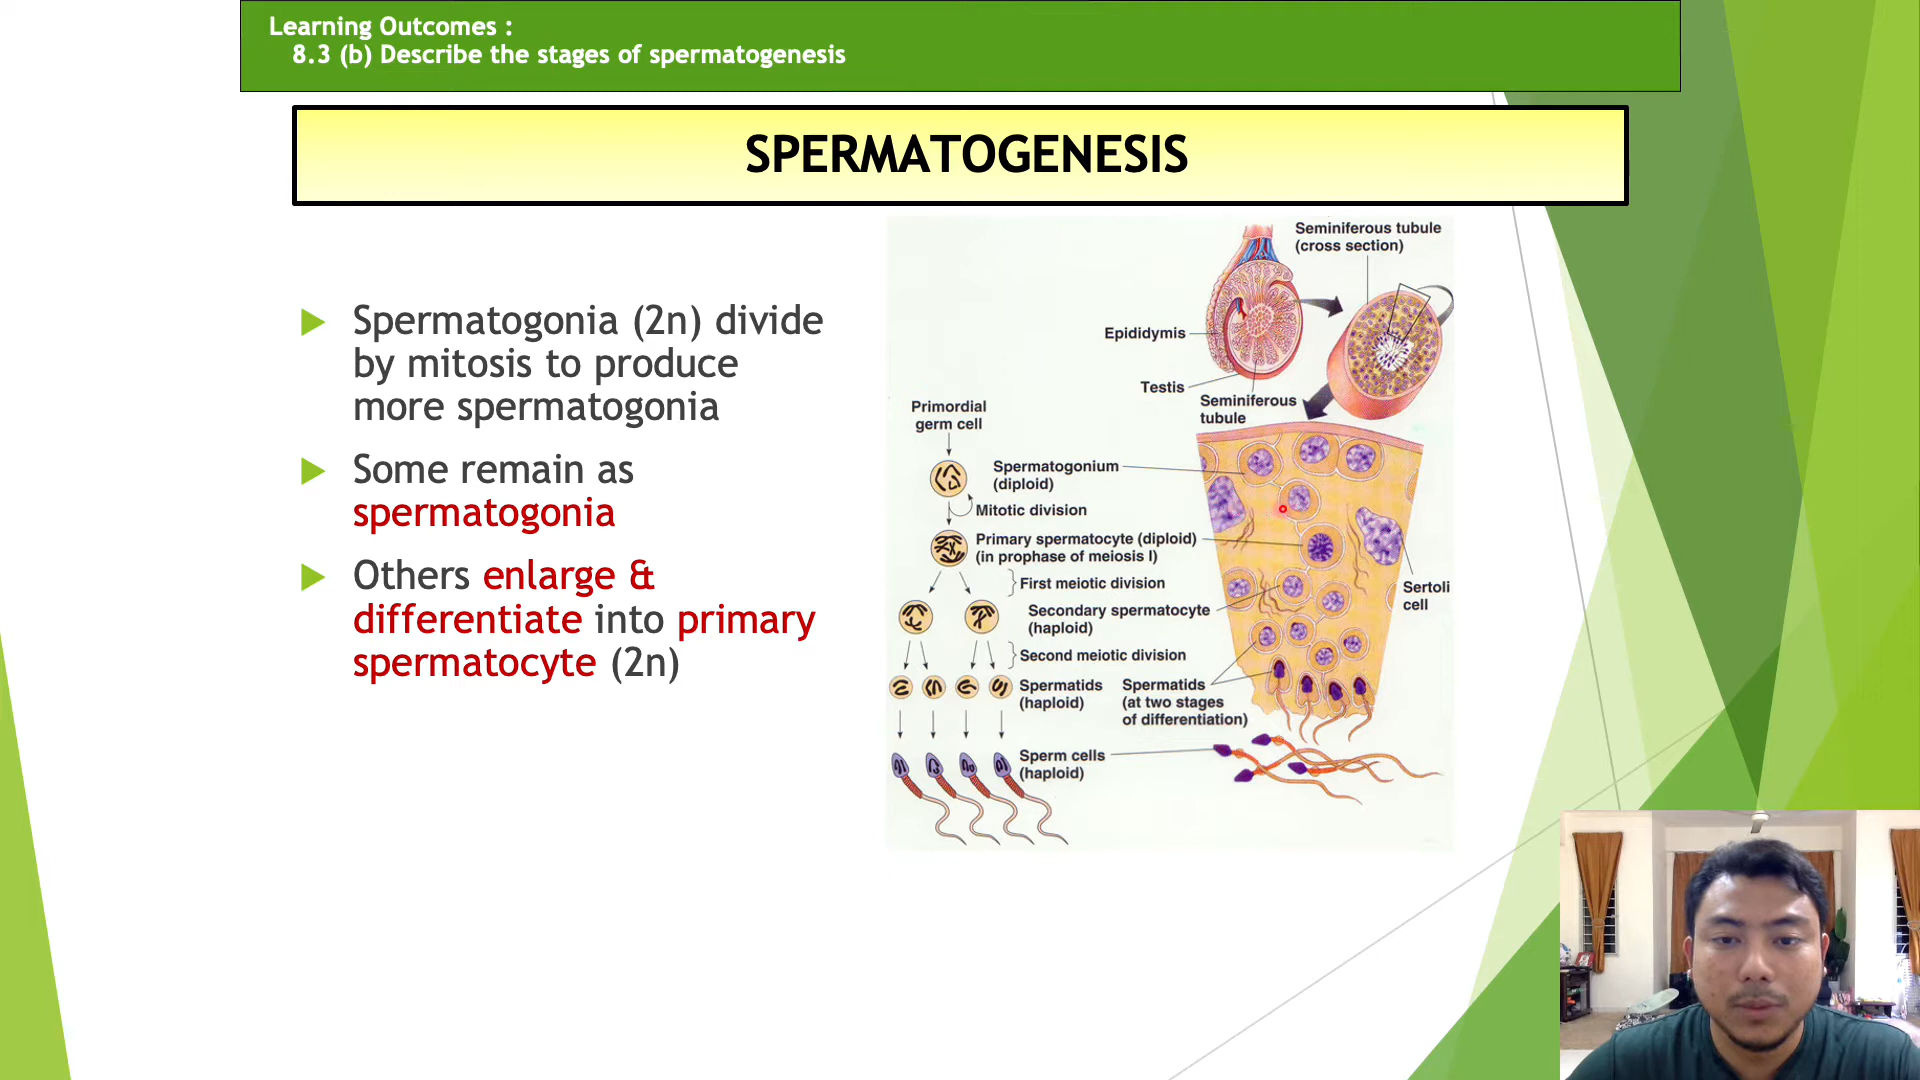 Learning Outcomes :
8.3 (b) Describe the stages of spermatogenesis
SPERMATOGENESIS
Spermatogonia (2n) divide
by mitosis to produce
more spermatogonia
Some remain as
spermatogonia
Others enlarge &
differentiate into primary
spermatocyte (2n)
Seminiferous tubule
(cross section)
Epididymis
Testis
Seminiferous
tubule
Primordial
germ cell
Spermatogonium
(diploid)
Mitotic division
Primary spermatocyte (diploid)
(in prophase of meiosis I)
First meiotic division
Secondary spermatocyte
(haploid)
Second meiotic division
Sertoli
cell
Spermatids
(haploid)
Spermatids
(at two stages
of differentiation)
Sperm cells
(haploid)